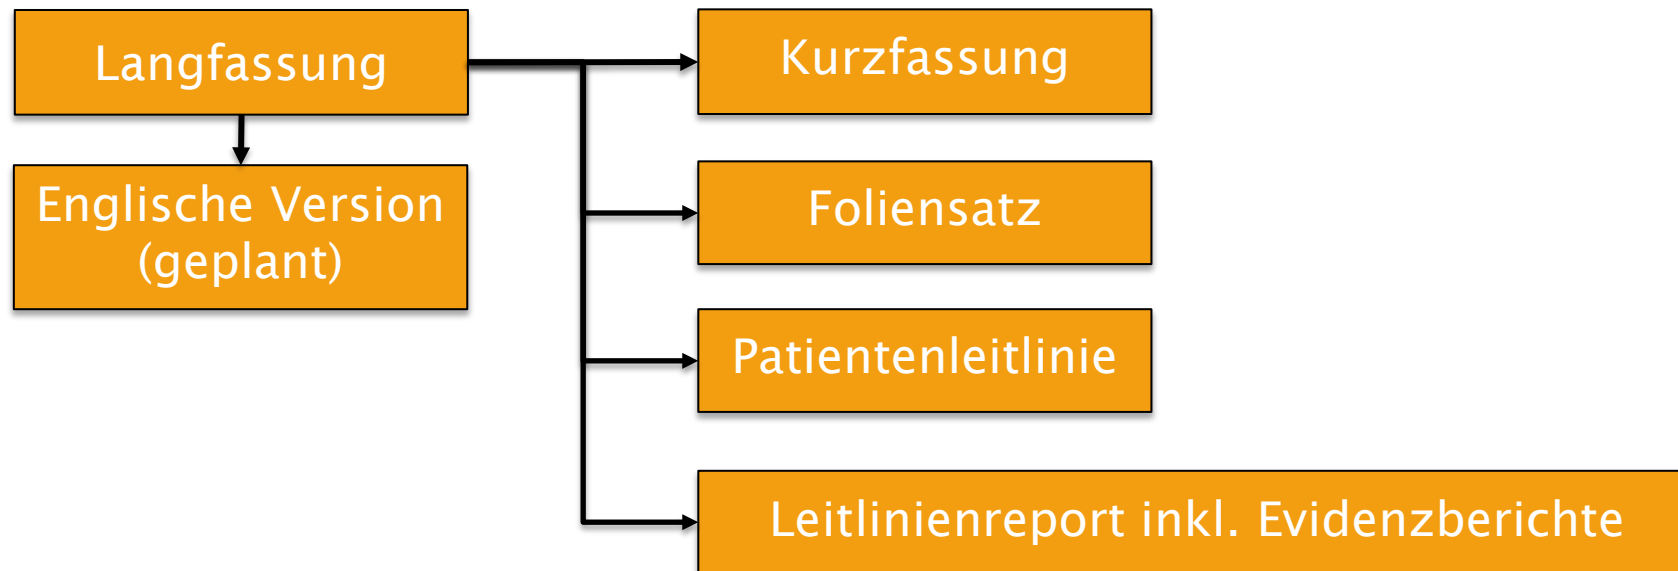 Langfassung
Kurzfassung
Englische Version
(geplant)
Foliensatz
Patientenleitlinie
Leitlinienreport inkl. Evidenzberichte